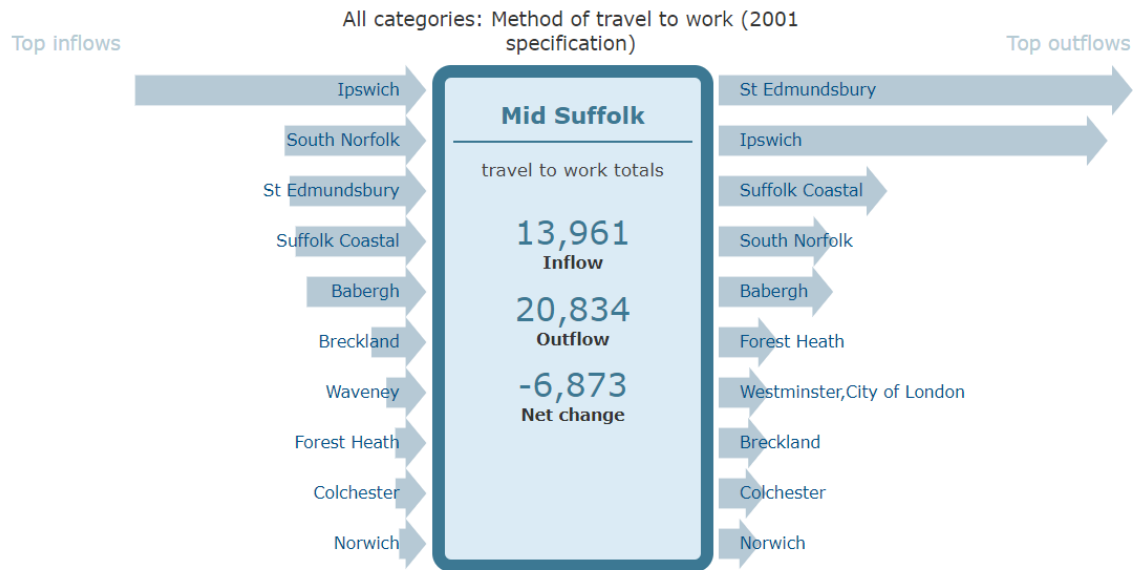 All categories: Method of travel to work (2001
specification)
Top inflows
Top outflows
Ipswich
South Norfolk
St Edmundsbury
Suffolk Coastal
Babergh
Breckland
Waveney
Forest Heath
Colchester
Norwich
Mid Suffolk
travel to work totals
13,961
Inflow
20,834
Outflow
-6,873
Net change
St Edmundsbury
Ipswich
Suffolk Coastal
South Norfolk
Babergh
Forest Heath
Westminster,City of London
Breckland
Colchester
Norwich